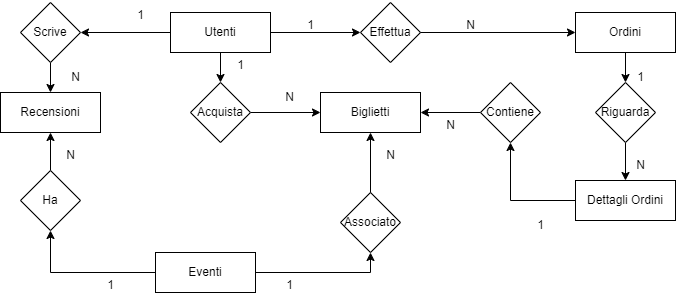 Scrive
1
Utenti
1
Effettua
N
Ordini
N
1
1
Recensioni
Acquista
N
Biglietti
N
Contiene
Riguarda
N
N
N
Ha
Dettagli Ordini
Associato
1
Eventi
1
1